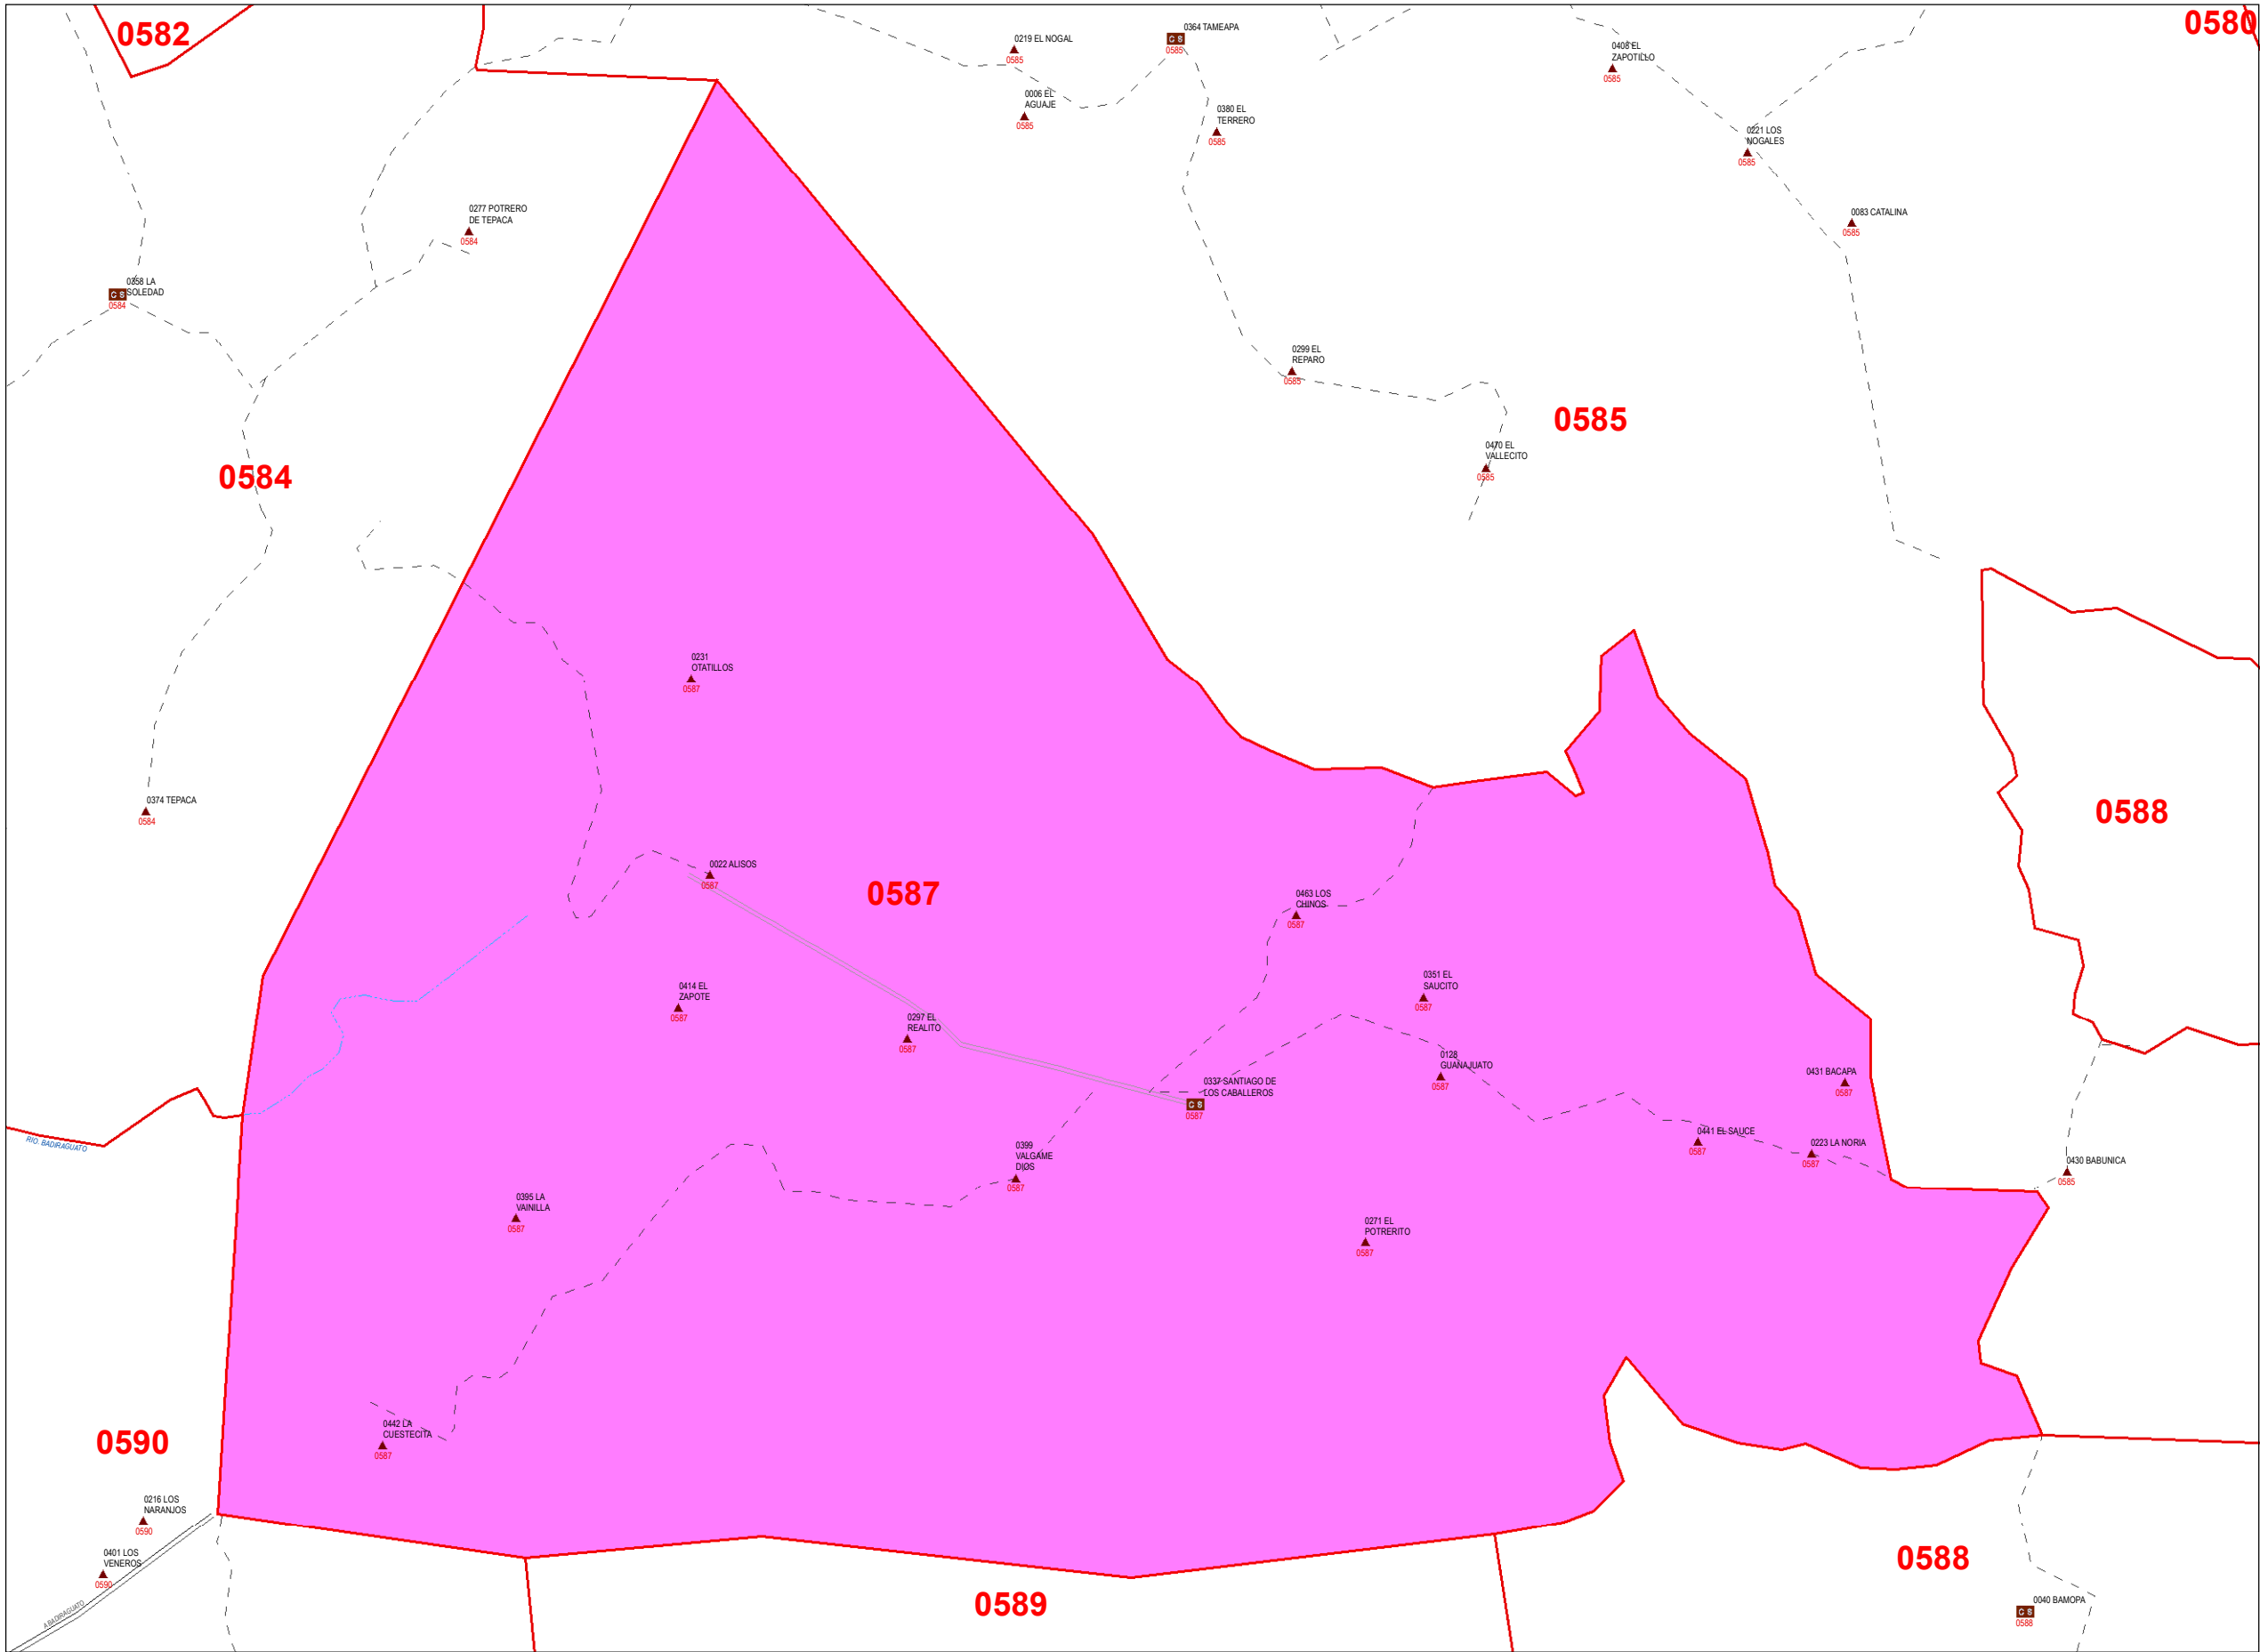 0582
0580
0219 EL NOGAL
0585
C S
0364 TAMEAPA
0585
0408 EL
ZAPOTILLO
0585
0006 EL
AGUAJE
0585
0380 EL
TERRERO
0585
0221 LOS
NOGALES
0585
0277 POTRERO
DE TEPACA
0584
0083 CATALINA
0585
0358 LA
SOLEDAD
C S
0584
0299 EL
REPARO
0585
0585
0470 EL
VALLECITO
0585
0584
0231
OTATILLOS
0587
0374 TEPACA
0584
0588
0022 ALISOS
0587
0587
0463 LOS
CHINOS
0587
0414 EL
ZAPOTE
0587
0351 EL
SAUCITO
0587
0297 EL
REALITO
0587
0128
GUANAJUATO
0587
0337 SANTIAGO DE
LOS CABALLEROS
C S
0587
0431 BACAPA
0587
RIO. BADIRAGUATO
0399
VALGAME
DIOS
0587
0441 EL SAUCE
0587
0223 LA NORIA
0587
0430 BABUNICA
0585
0395 LA
VAINILLA
0587
0271 EL
POTRERITO
0587
0590
0442 LA
CUESTECITA
0587
0216 LOS
NARANJOS
0590
0401 LOS
VENEROS
0590
A BADIRAGUATO
0589
0588
C S
0040 BAMOPA
0588